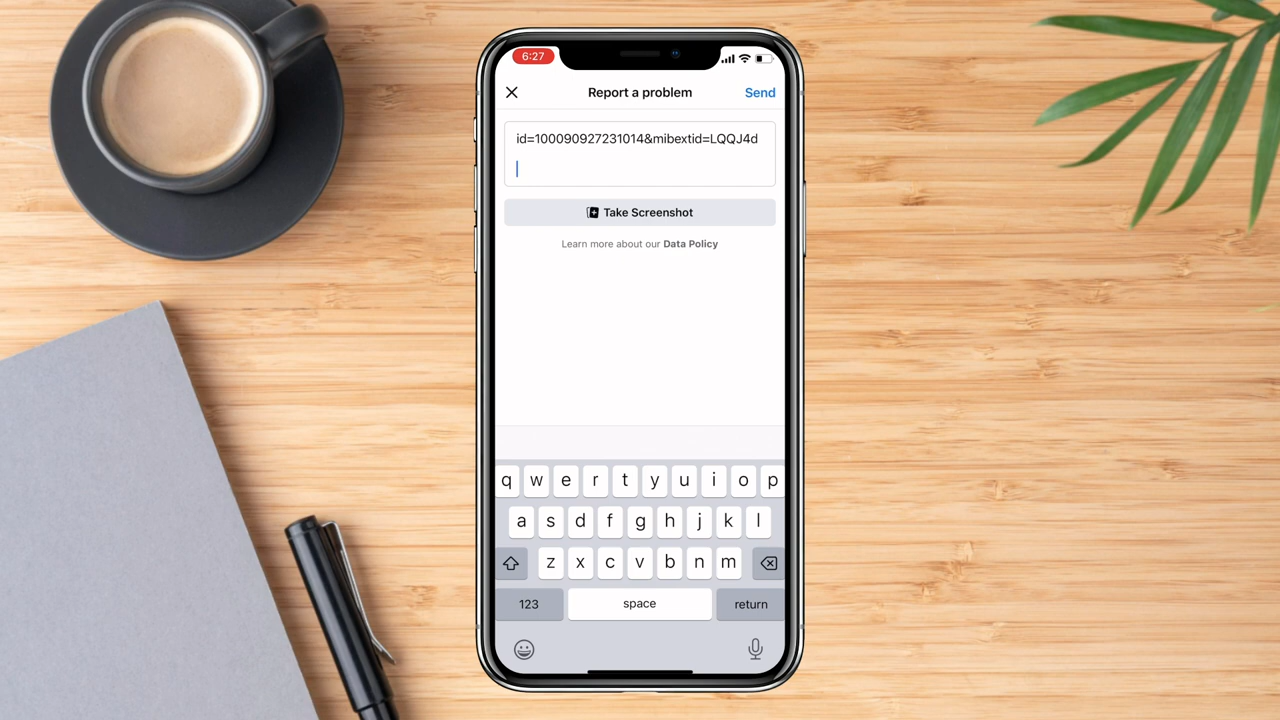 6:27
Report a problem
Send
id=100090927231014&mibextid=LQQJ4d
Take Screenshot
Learn more about our Data Policy
q w e r t y u i o p
a s d f g h j k l
z x c v b n m
123
space
return